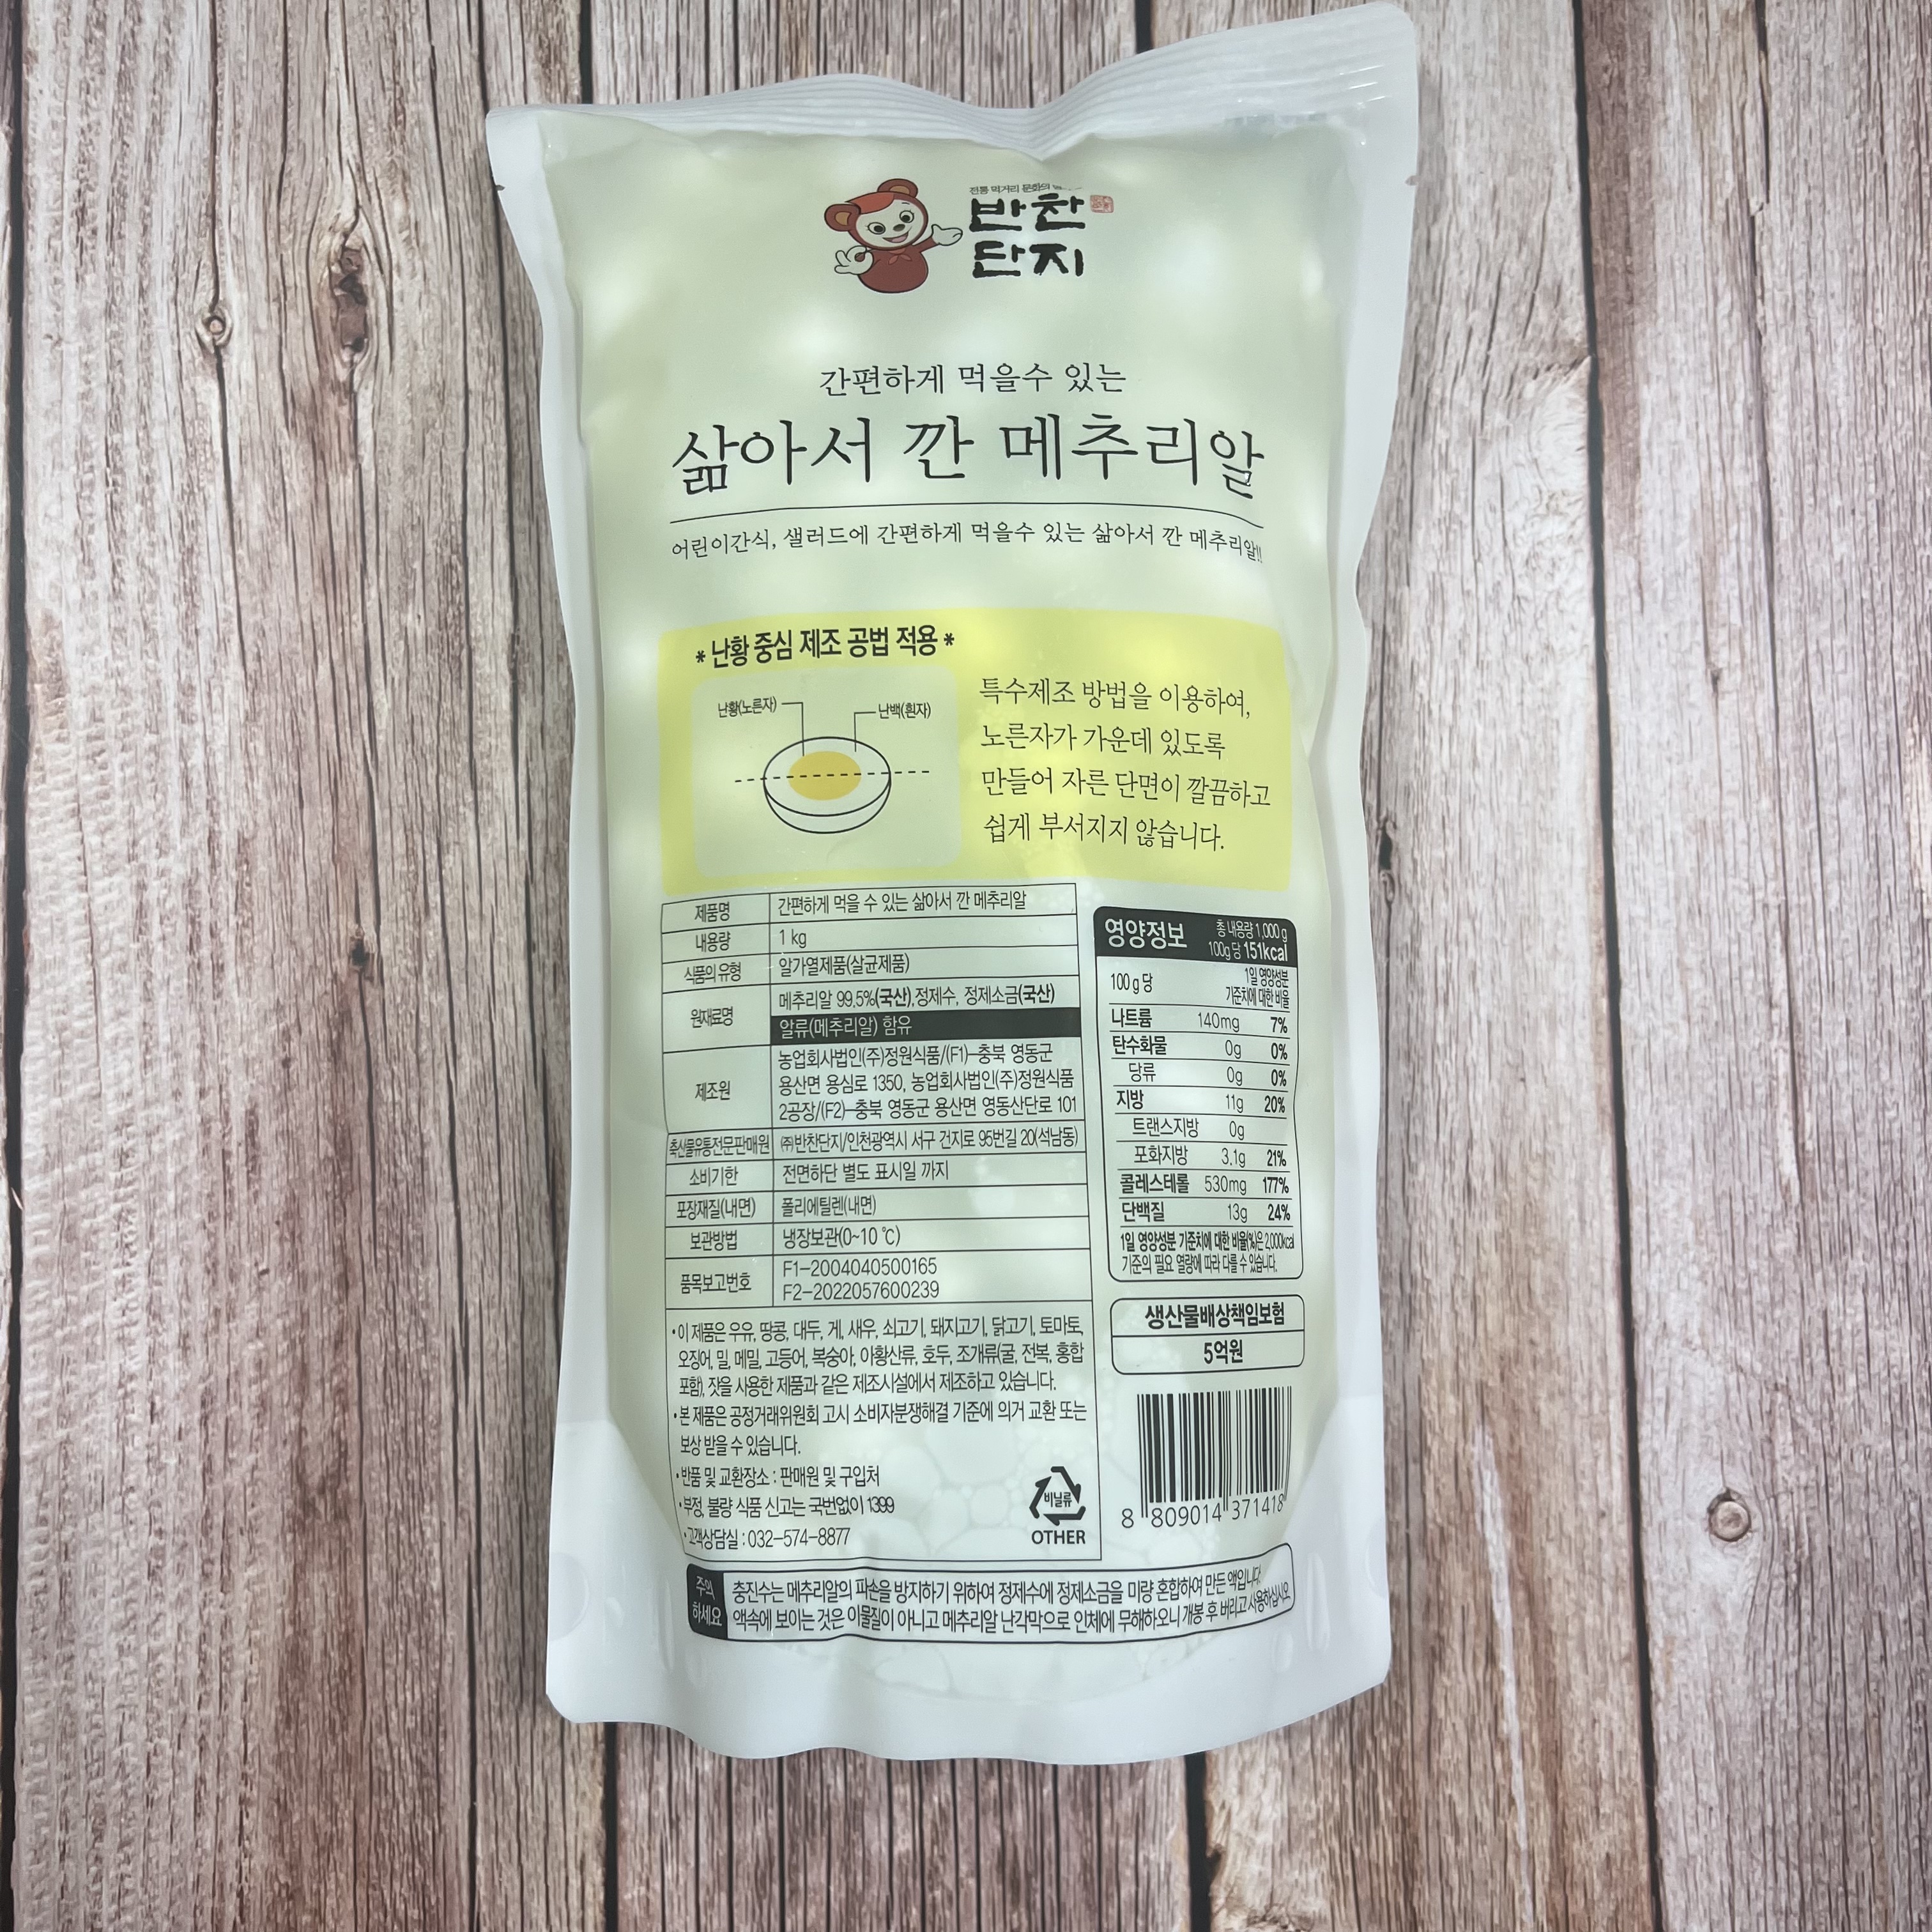 전통 먹거리 문화의
반찬
단지
간편하게 먹을수 있는
삶아서 깐 메추리알
어린이간식, 샐러드에 간편하게 먹을수 있는 삶아서 깐 메추리알!!
* 난황 중심 제조 공법 적용 *
난황(노른자)
난백(흰자)
특수제조 방법을 이용하여,
노른자가 가운데 있도록
만들어 자른 단면이 깔끔하고
쉽게 부서지지 않습니다.
제품명 간편하게 먹을 수 있는 삶아서 깐 메추리알
내용량 1 kg
식품의 유형 알가열제품(살균제품)
원재료명 메추리알 99.5%(국산),정제수, 정제소금(국산)
알류(메추리알) 함유
제조원 농업회사법인(주)정원식품/(F1)-충북 영동군
용산면 용심로 1350, 농업회사법인(주)정원식품
2공장/(F2)-충북 영동군 용산면 영동산단로 101
축산물유통전문판매원 ㈜반찬단지/인천광역시 서구 건지로 95번길 20(석남동)
소비기한 전면하단 별도 표시일 까지
포장재질(내면) 폴리에틸렌(내면)
보관방법 냉장보관(0~10 ℃)
품목보고번호 F1-2004040500165
F2-2022057600239
•이 제품은 우유, 땅콩, 대두, 게, 새우, 쇠고기, 돼지고기, 닭고기, 토마토,
오징어, 밀, 메밀, 고등어, 복숭아, 아황산류, 호두, 조개류(굴, 전복, 홍합
포함), 잣을 사용한 제품과 같은 제조시설에서 제조하고 있습니다.
•본 제품은 공정거래위원회 고시 소비자분쟁해결 기준에 의거 교환 또는
보상 받을 수 있습니다.
•반품 및 교환장소 : 판매원 및 구입처
•부정, 불량 식품 신고는 국번없이 1399
•고객상담실 : 032-574-8877
비닐류
OTHER
영양정보 총 내용량 1,000 g
100g 당 151kcal
100 g 당 1일 영양성분
기준치에 대한 비율
나트륨 140mg 7%
탄수화물 0g 0%
당류 0g 0%
지방 11g 20%
트랜스지방 0g
포화지방 3.1g 21%
콜레스테롤 530mg 177%
단백질 13g 24%
1일 영양성분 기준치에 대한 비율(%)은 2,000kcal
기준의 필요 열량에 따라 다를 수 있습니다.
생산물배상책임보험
5억원
8 809014 371418
주의
하세요
충진수는 메추리알의 파손을 방지하기 위하여 정제수에 정제소금을 미량 혼합하여 만든 액입니다.
액속에 보이는 것은 이물질이 아니고 메추리알 난각막으로 인체에 무해하오니 개봉 후 버리고 사용하십시오